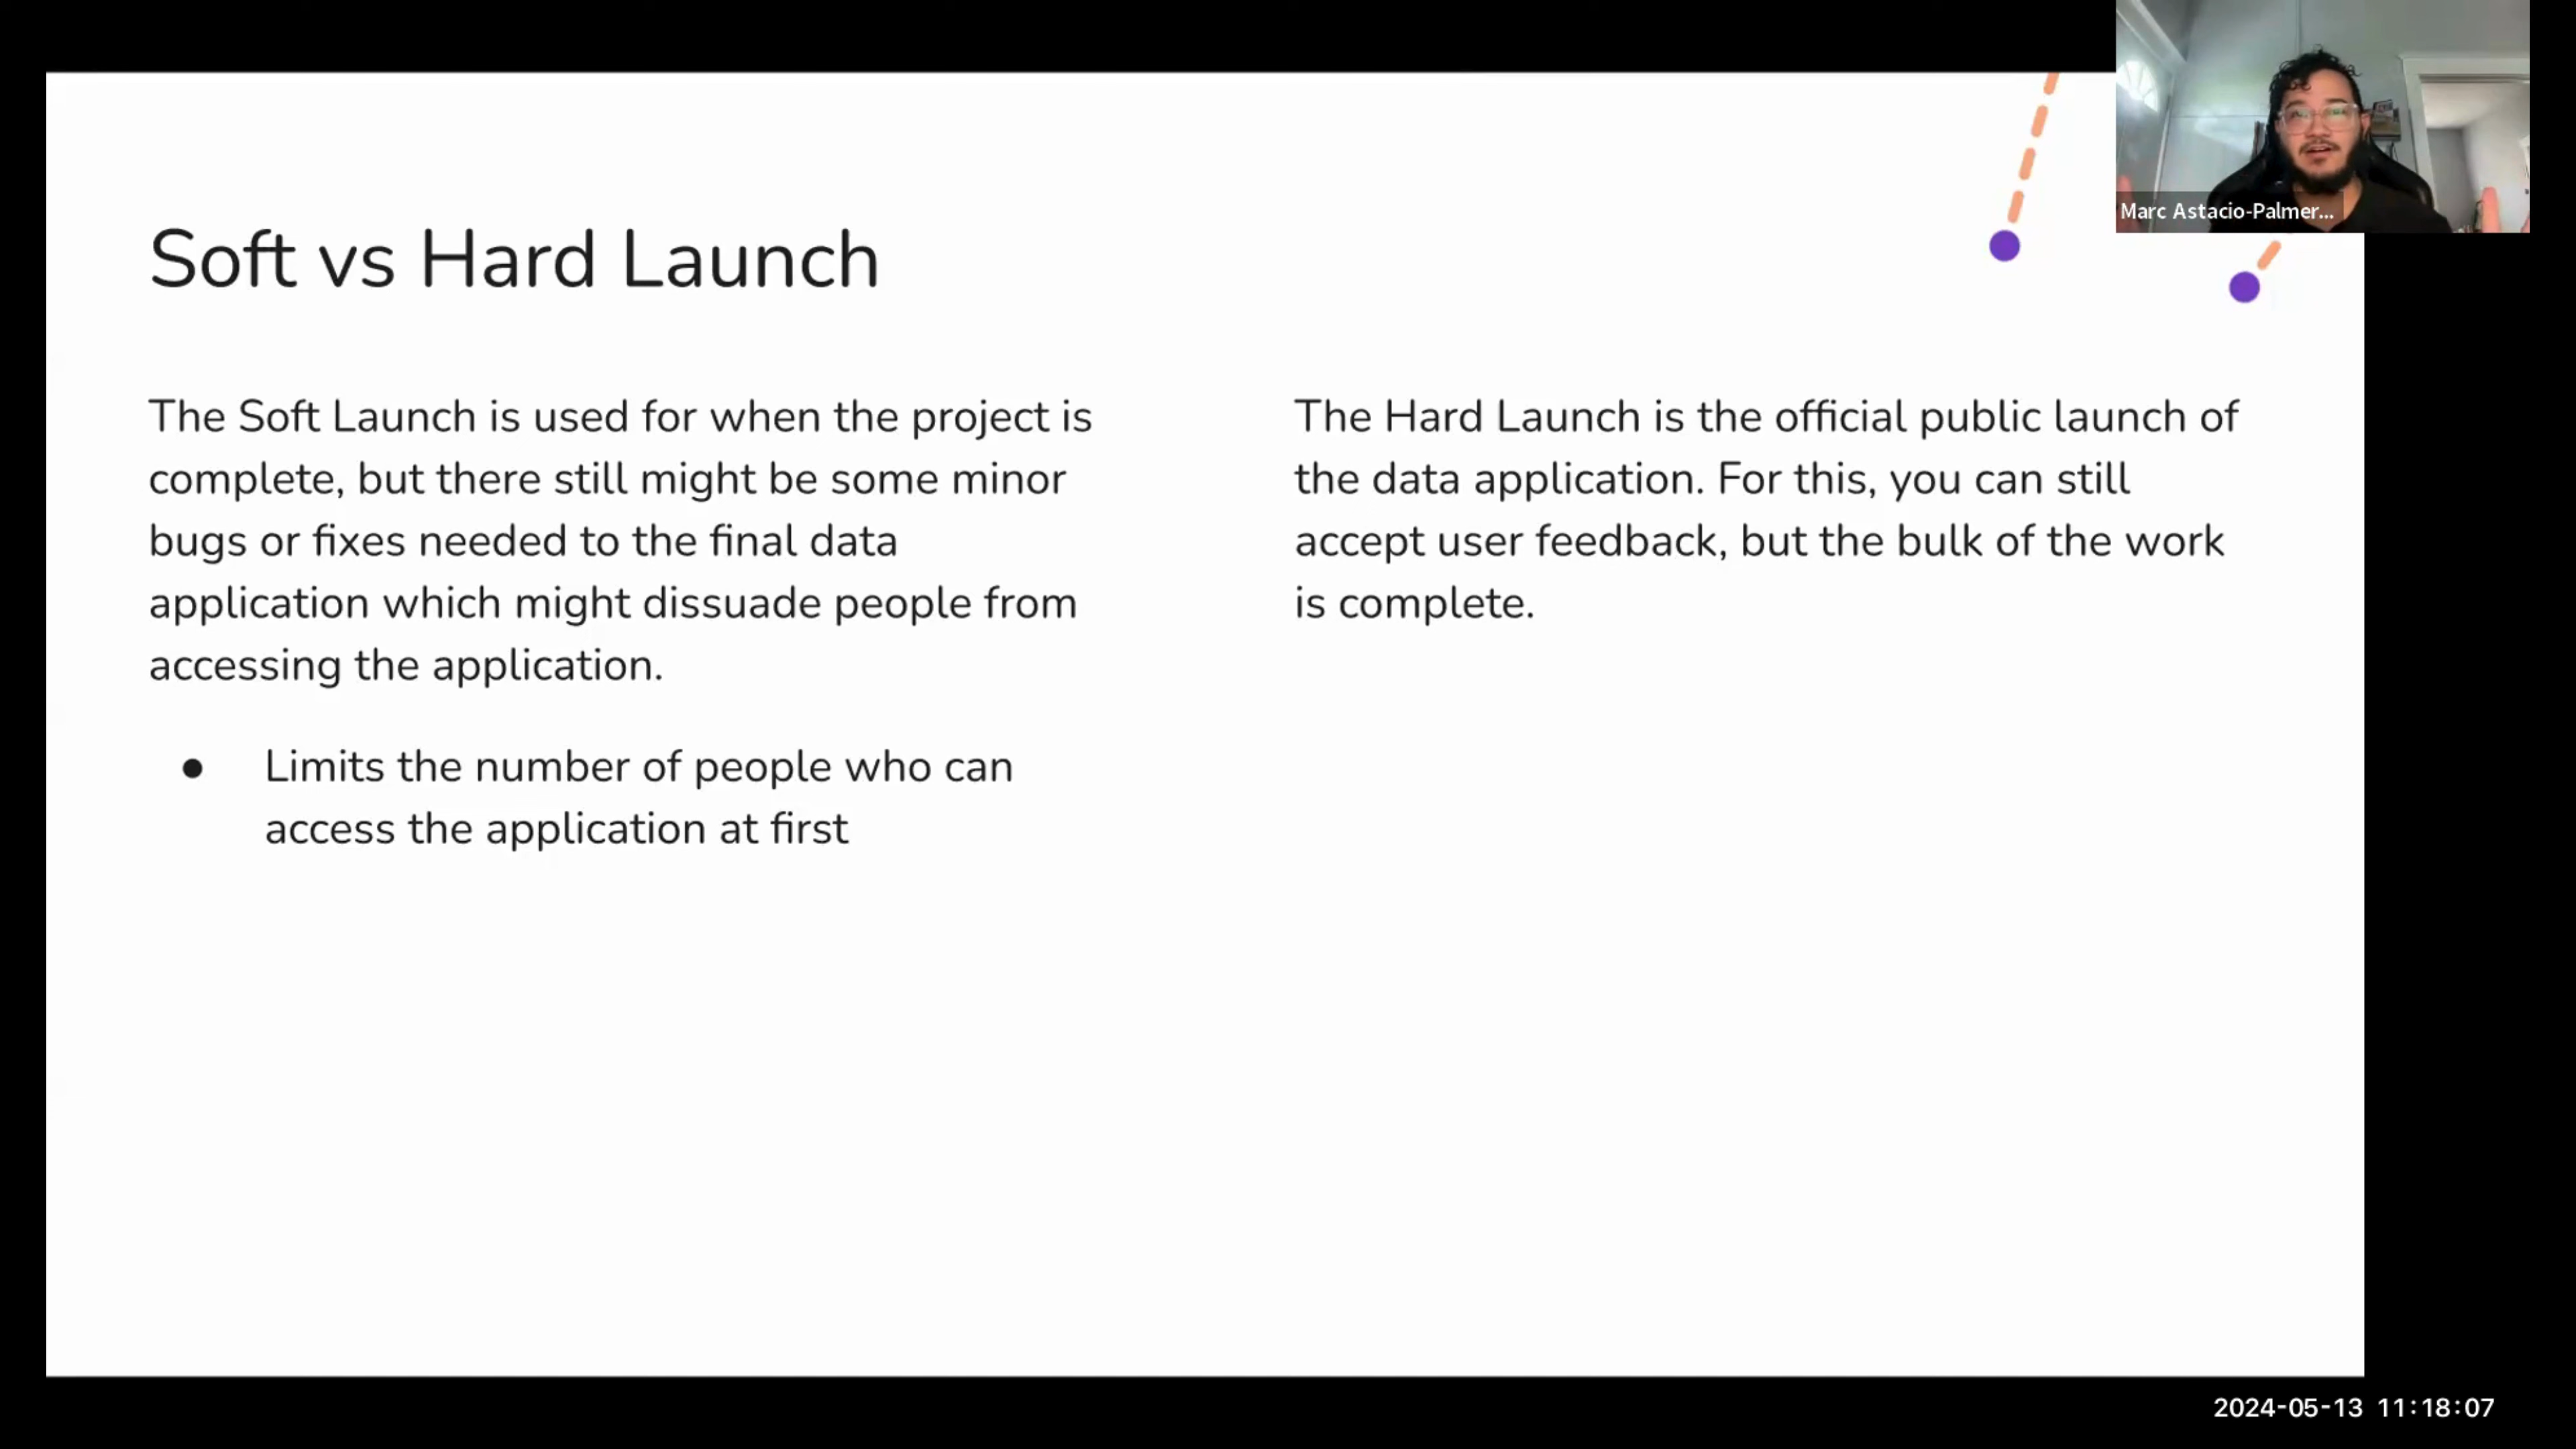 Marc Astacio-Palmer...
Soft vs Hard Launch
The Soft Launch is used for when the project is
complete, but there still might be some minor
bugs or fixes needed to the final data
application which might dissuade people from
accessing the application.
● Limits the number of people who can
access the application at first
The Hard Launch is the official public launch of
the data application. For this, you can still
accept user feedback, but the bulk of the work
is complete.
2024-05-13 11:18:07